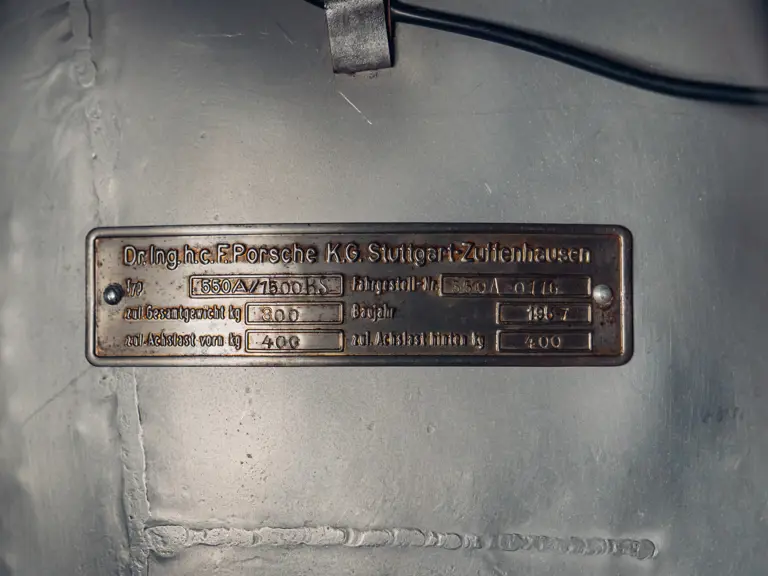 Dr. Ing. h.c. F. Porsche K.G. Stuttgart-Zuffenhausen
Typ 550A/1500RS Fahrgestell-Nr. 550A-0116
zul. Gesamtgewicht kg 800 Baujahr 1957
zul. Achslast vorn kg 400 zul. Achslast hinten kg 400